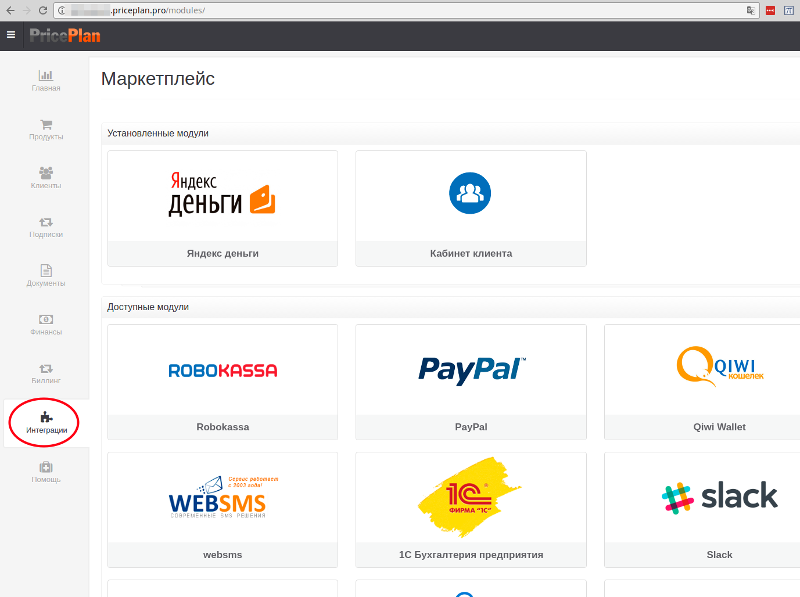 .priceplan.pro/modules/
PricePlan
Главная
Продукты
Клиенты
Подписки
Документы
Финансы
Биллинг
Интеграции
Помощь
Маркетплейс
Установленные модули
Яндекс
деньги
Яндекс деньги
Кабинет клиента
Доступные модули
ROBOKASSA
Robokassa
PayPal™
PayPal
QIWI
КОШЕЛЕК
Qiwi Wallet
Сервис работает
с 2003 года!
WEBSMS
СОВРЕМЕННЫЕ SMS РЕШЕНИЯ
websms
1С
ФИРМА "1С"
1С Бухгалтерия предприятия
slack
Slack